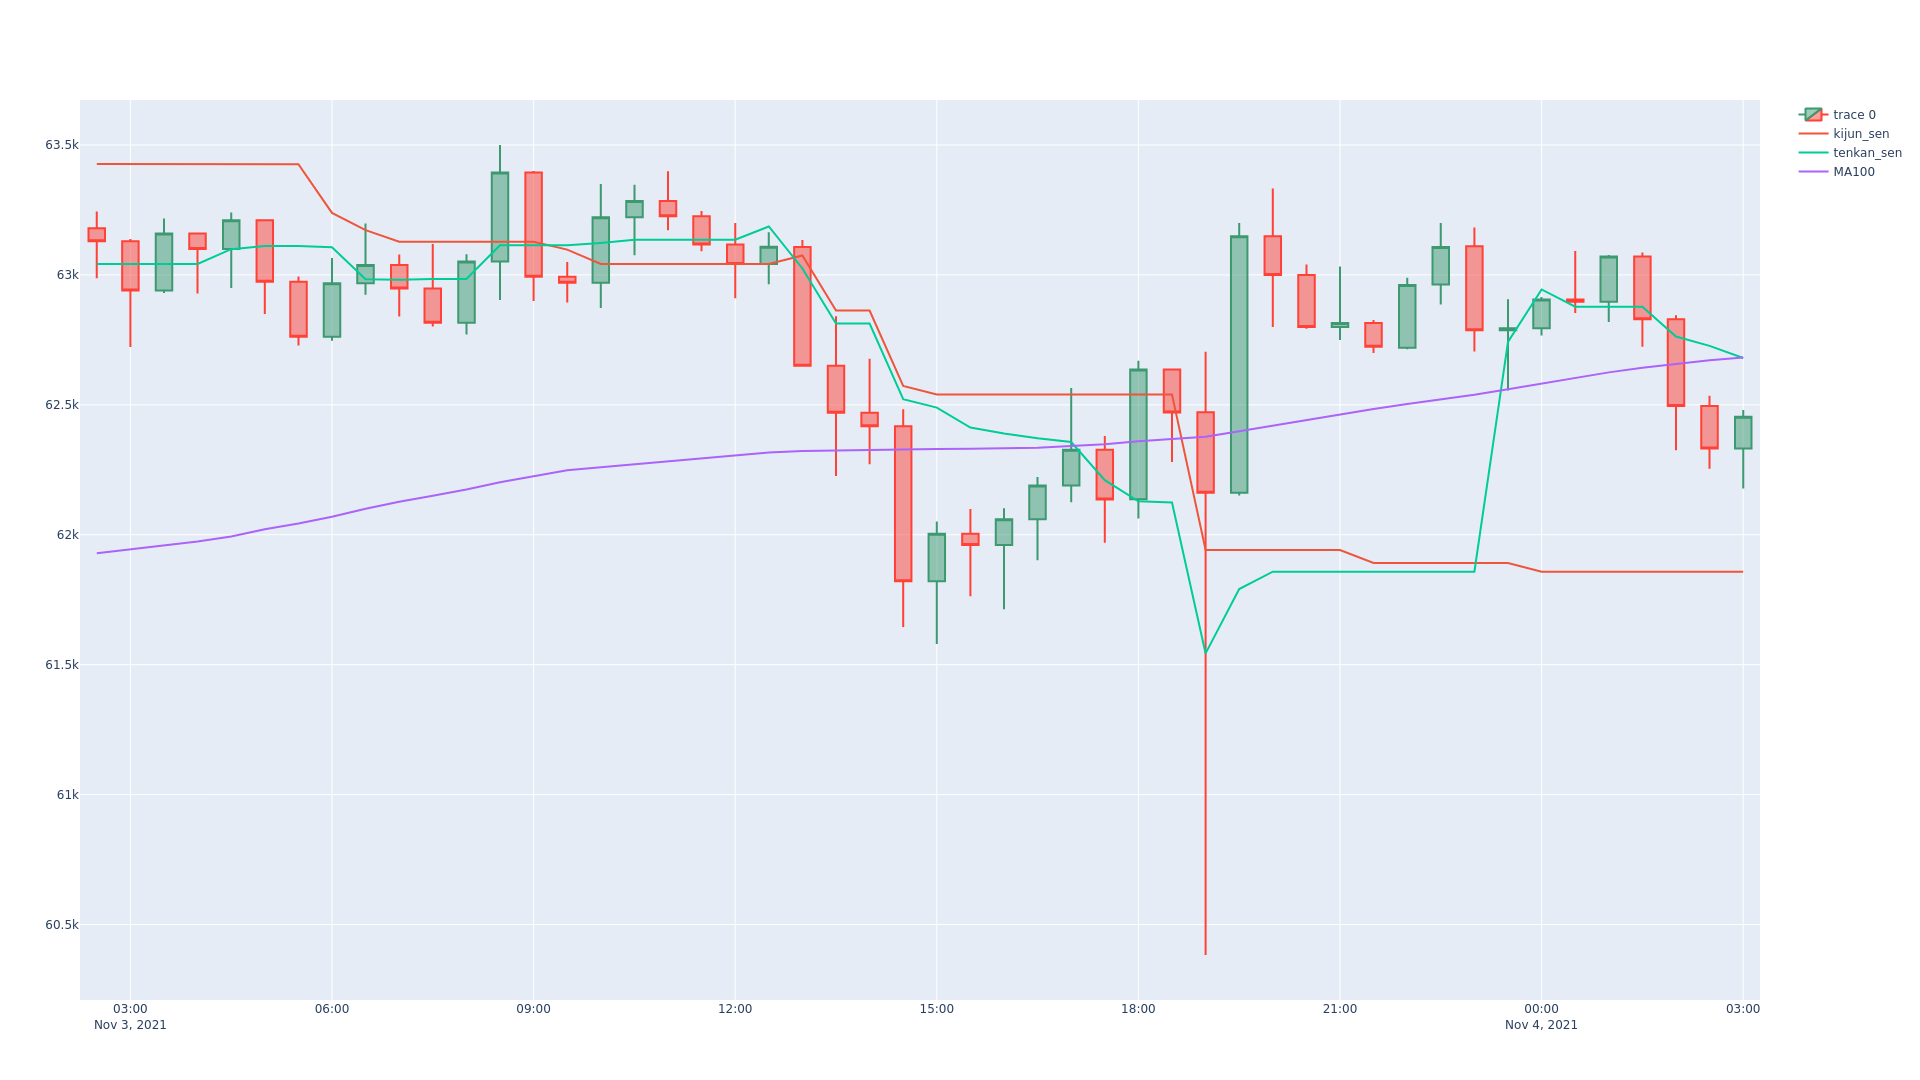 63.5k
63k
62.5k
62k
61.5k
61k
60.5k
03:00
Nov 3, 2021
06:00
09:00
12:00
15:00
18:00
21:00
00:00
Nov 4, 2021
03:00
trace 0
kijun_sen
tenkan_sen
MA100